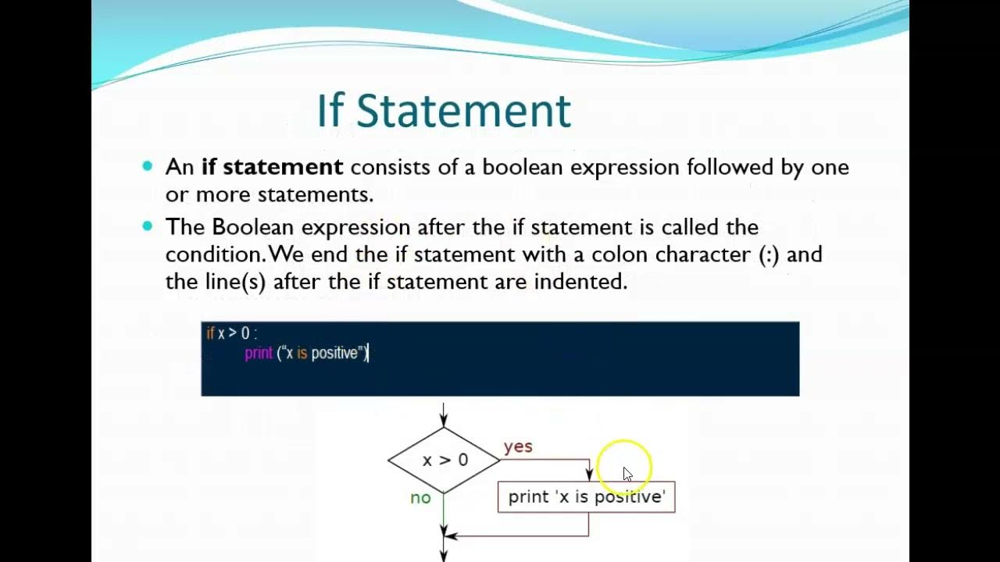 If Statement
An if statement consists of a boolean expression followed by one
or more statements.
The Boolean expression after the if statement is called the
condition.We end the if statement with a colon character (:) and
the line(s) after the if statement are indented.
if x > 0 :
print (“x is positive”)
x > 0
yes
no
print 'x is positive'